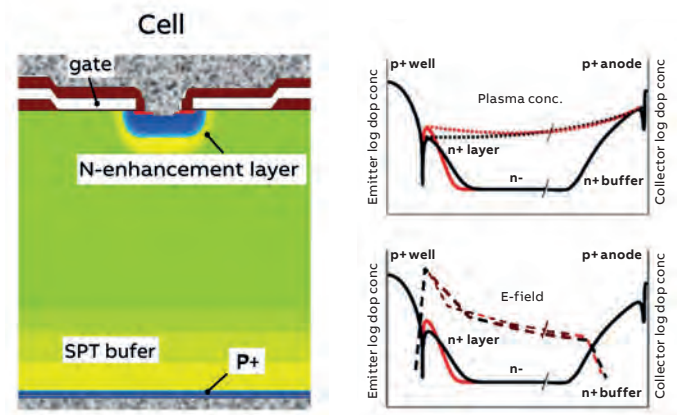 Cell
gate
N-enhancement layer
SPT bufer
P+
p+well
p+anode
Emitter log dop conc
Plasma conc.
n+ layer
n-
n+buffer
Collector log dop conc
p+well
p+anode
Emitter log dop conc
E-field
n+ layer
n-
n+buffer
Collector log dop conc